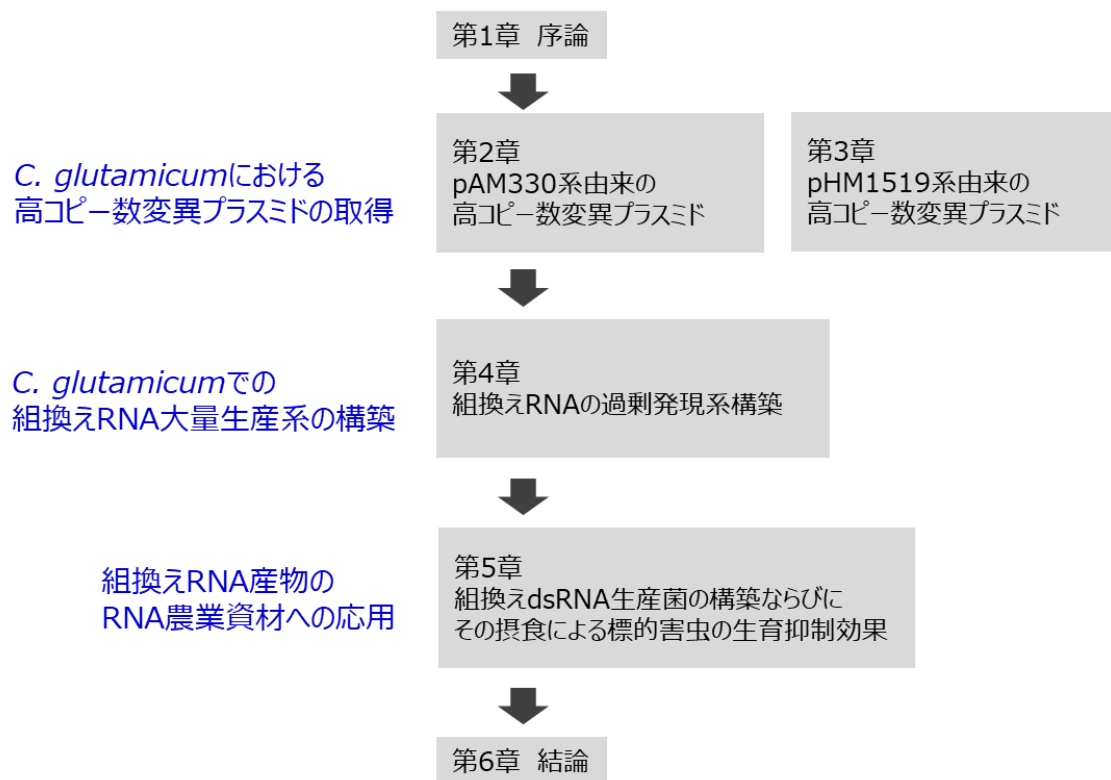 第1章 序論
C. glutamicumにおける
高コピー数変異プラスミドの取得
第2章
pAM330系由来の
高コピー数変異プラスミド
第3章
pHM1519系由来の
高コピー数変異プラスミド
C. glutamicumでの
組換えRNA大量生産系の構築
第4章
組換えRNAの過剰発現系構築
組換えRNA産物の
RNA農業資材への応用
第5章
組換えdsRNA生産菌の構築ならびに
その摂食による標的害虫の生育抑制効果
第6章 結論